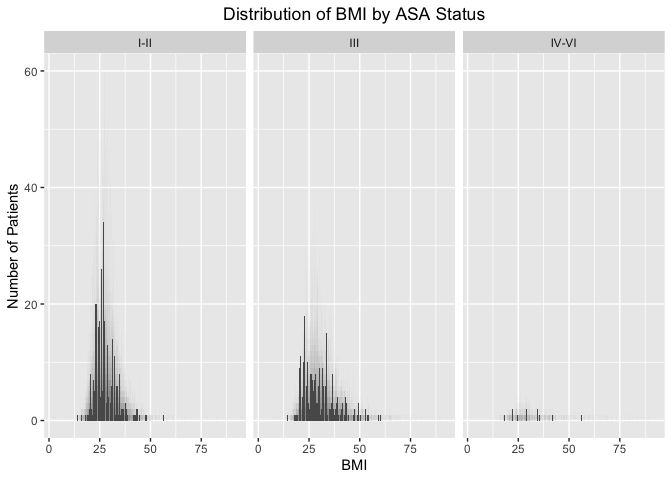 Distribution of BMI by ASA Status
I-II III IV-VI
60
40
20
0
Number of Patients
0 25 50 75 0 25 50 75 0 25 50 75
BMI